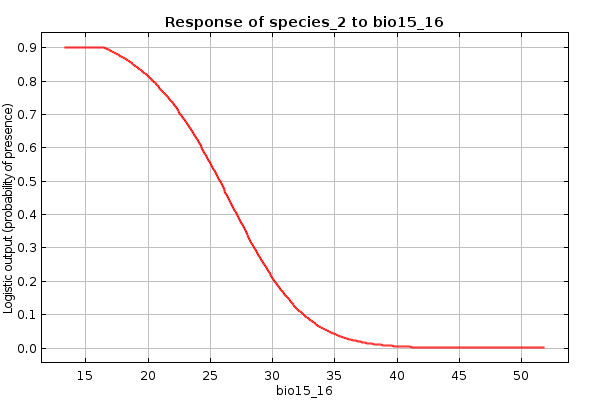 Response of species_2 to bio15_16
Logistic output (probability of presence)
0.9
0.8
0.7
0.6
0.5
0.4
0.3
0.2
0.1
0.0
15 20 25 30 35 40 45 50
bio15_16